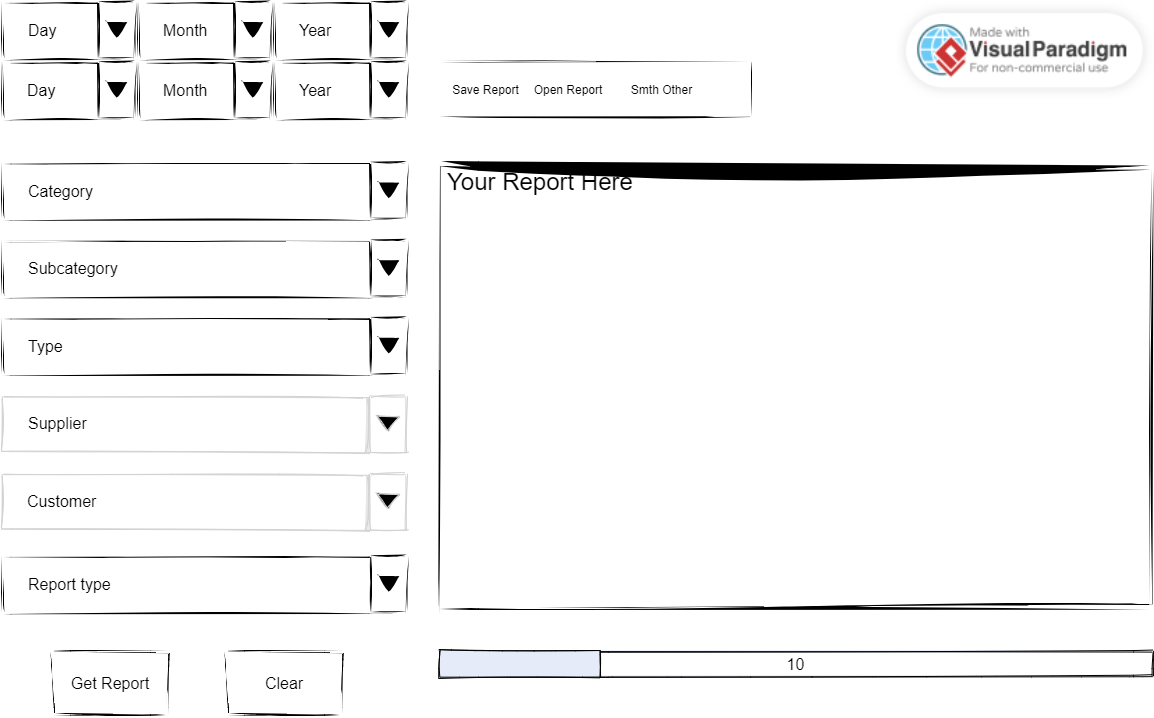 Day Month Year
Day Month Year
Made with
Visual Paradigm
For non-commercial use
Save Report Open Report Smth Other
Category
Subcategory
Type
Supplier
Customer
Report type
Get Report Clear
Your Report Here
10